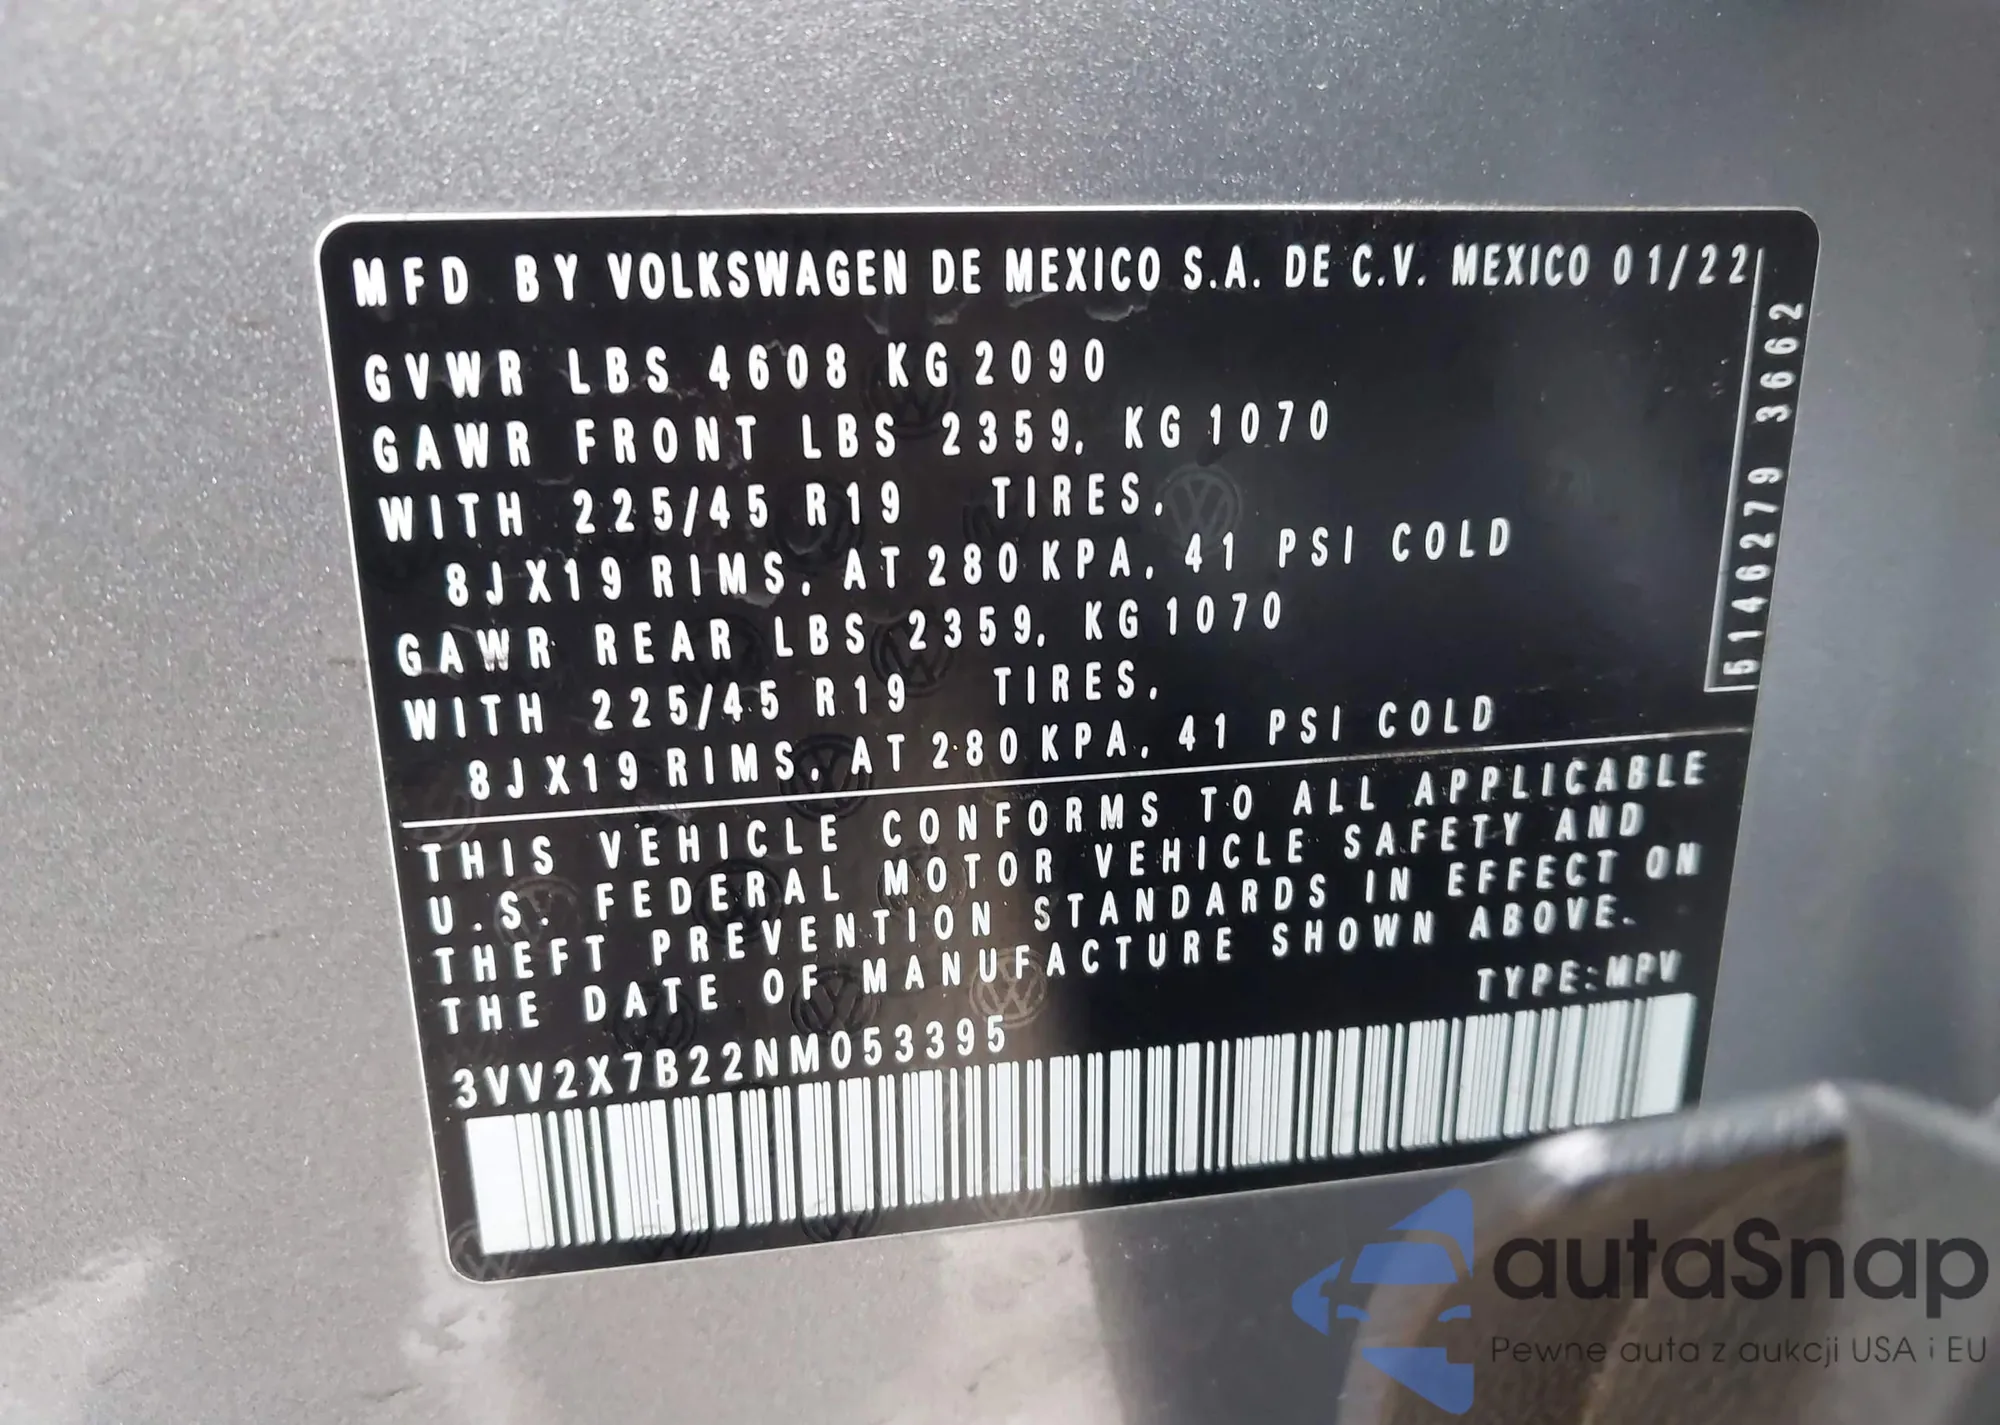 MFD BY VOLKSWAGEN DE MEXICO S.A. DE C.V. MEXICO 01/22
GVWR LBS 4608 KG 2090
GAWR FRONT LBS 2359, KG 1070
WITH 225/45 R19 TIRES,
8JX19 RIMS, AT 280 KPA, 41 PSI COLD
GAWR REAR LBS 2359, KG 1070
WITH 225/45 R19 TIRES,
8JX19 RIMS, AT 280 KPA, 41 PSI COLD
5146279 3662
THIS VEHICLE CONFORMS TO ALL APPLICABLE
U.S. FEDERAL MOTOR VEHICLE SAFETY AND
THEFT PREVENTION STANDARDS IN EFFECT ON
THE DATE OF MANUFACTURE SHOWN ABOVE.
TYPE:MPV
3VV2X7B22NM053395
autaSnap
Pewne auta z aukcji USA i EU